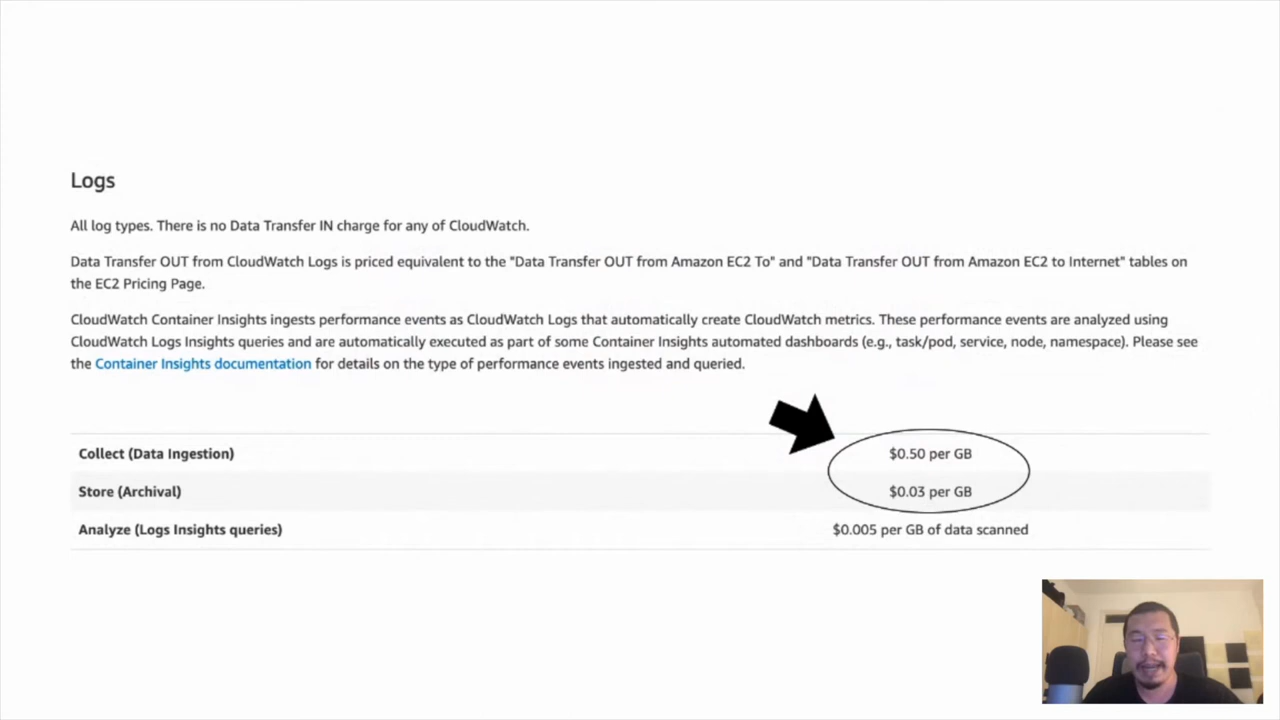 Logs
All log types. There is no Data Transfer IN charge for any of CloudWatch.
Data Transfer OUT from CloudWatch Logs is priced equivalent to the "Data Transfer OUT from Amazon EC2 To" and "Data Transfer OUT from Amazon EC2 to Internet" tables on
the EC2 Pricing Page.
CloudWatch Container Insights ingests performance events as CloudWatch Logs that automatically create CloudWatch metrics. These performance events are analyzed using
CloudWatch Logs Insights queries and are automatically executed as part of some Container Insights automated dashboards (e.g., task/pod, service, node, namespace). Please see
the Container Insights documentation for details on the type of performance events ingested and queried.
Collect (Data Ingestion) $0.50 per GB
Store (Archival) $0.03 per GB
Analyze (Logs Insights queries) $0.005 per GB of data scanned